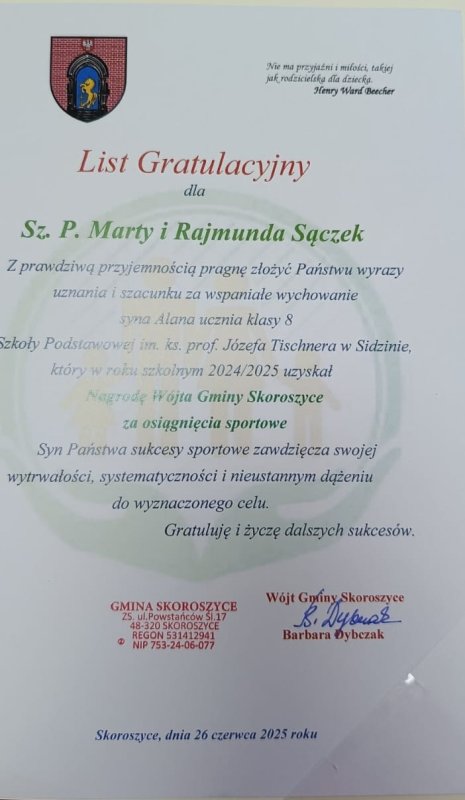 Nie ma przyjaźni i miłości, takiej
jak rodzicielska dla dziecka.
Henry Ward Beecher
List Gratulacyjny
dla
Sz. P. Marty i Rajmunda Sączek
Z prawdziwą przyjemnością pragnę złożyć Państwu wyrazy
uznania i szacunku za wspaniałe wychowanie
syna Alana ucznia klasy 8
Szkoły Podstawowej im. ks. prof. Józefa Tischnera w Sidzinie,
który w roku szkolnym 2024/2025 uzyskał
Nagrodę Wójta Gminy Skoroszyce
za osiągnięcia sportowe
Syn Państwa sukcesy sportowe zawdzięcza swojej
wytrwałości, systematyczności i nieustannym dążeniu
do wyznaczonego celu.
Gratuluję i życzę dalszych sukcesów.
GMINA SKOROSZYCE
ZS. ul.Powstańców Śl.17
48-320 SKOROSZYCE
REGON 531412941
NIP 753-24-06-077
Wójt Gminy Skoroszyce
B. Dybczak
Barbara Dybczak
Skoroszyce, dnia 26 czerwca 2025 roku